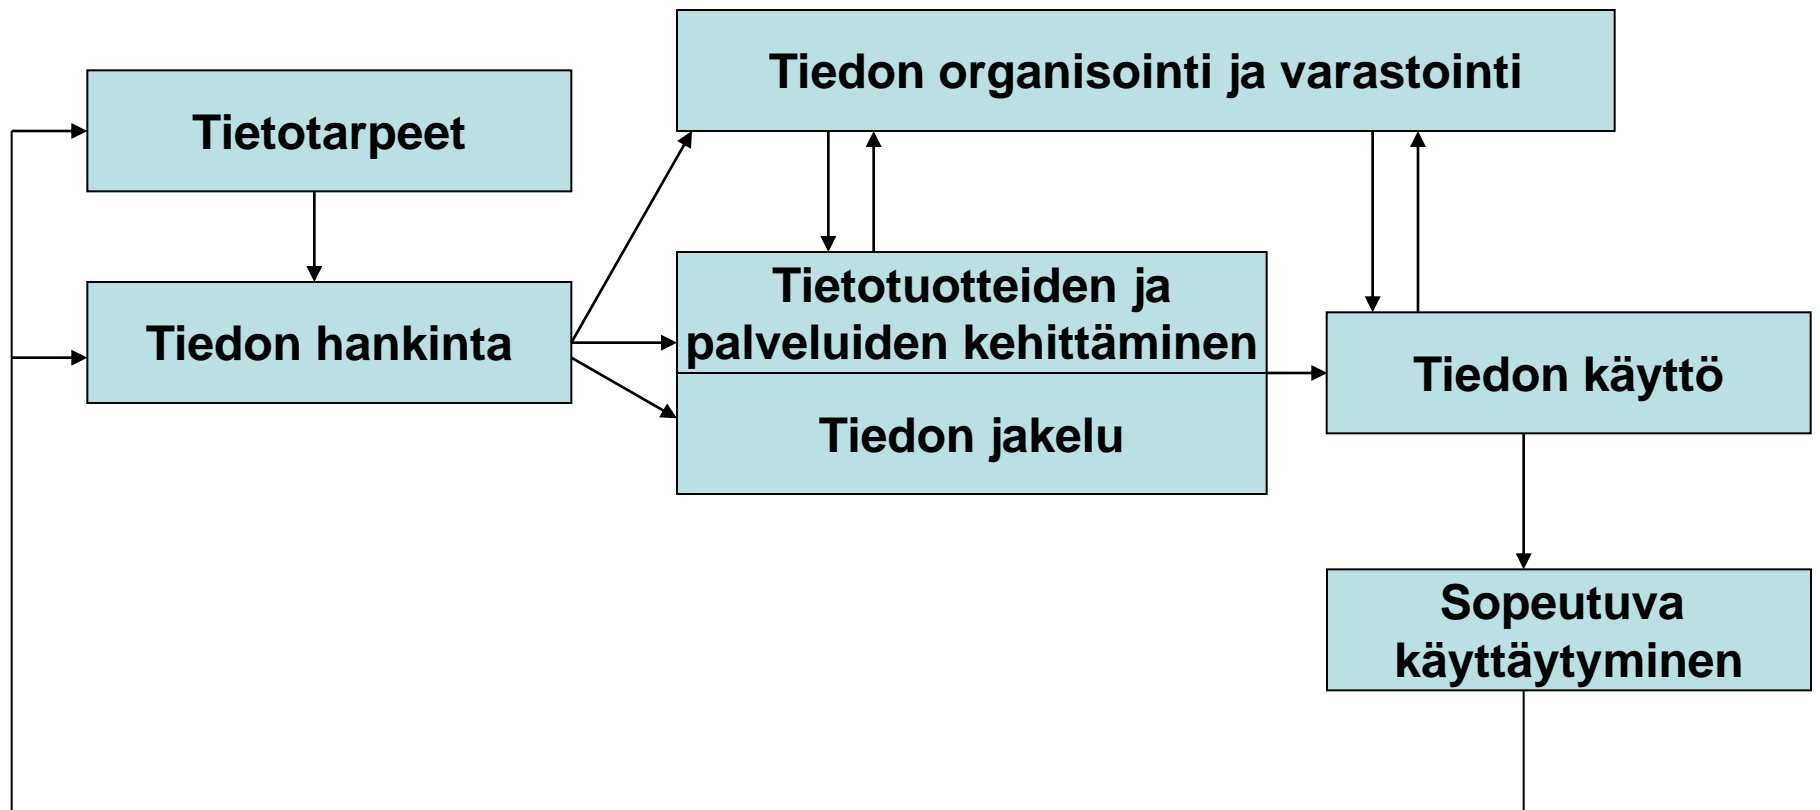 Tiedon organisointi ja varastointi
Tietotarpeet
Tietotuotteiden ja
palveluiden kehittäminen
Tiedon hankinta
Tiedon käyttö
Tiedon jakelu
Sopeutuva
käyttäytyminen